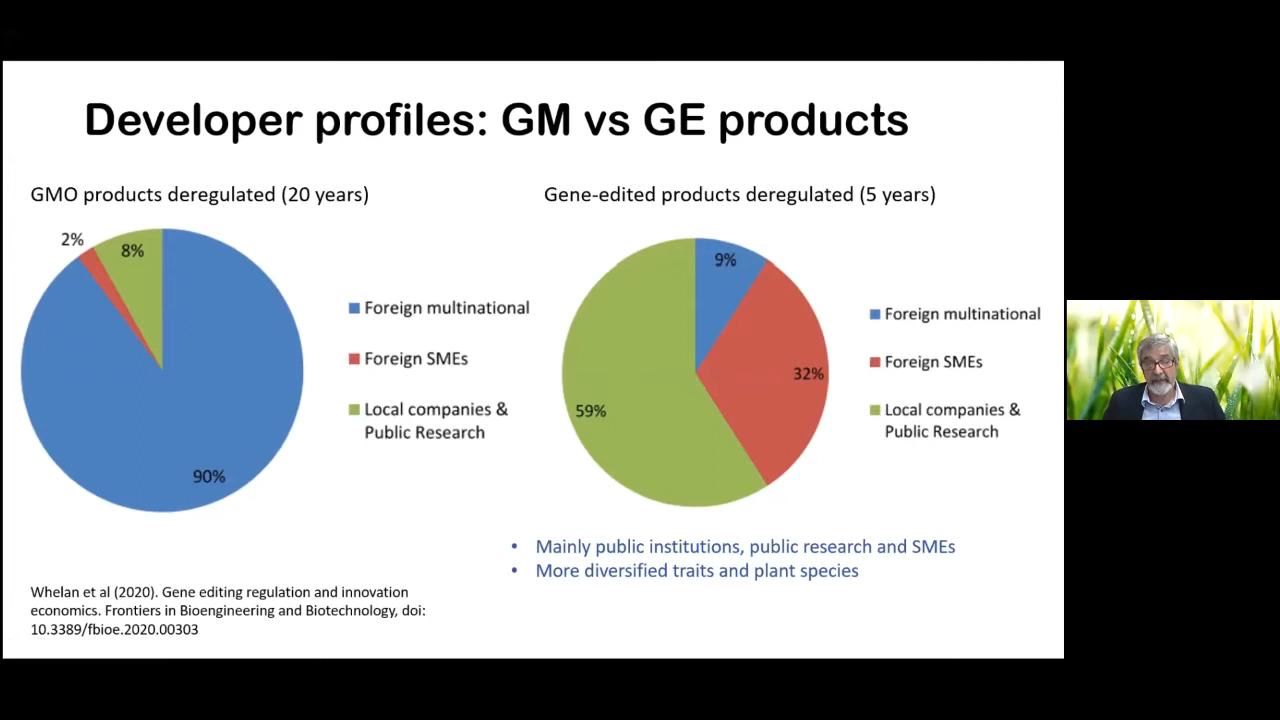 Developer profiles: GM vs GE products
GMO products deregulated (20 years)
2%
8%
90%
Foreign multinational
Foreign SMEs
Local companies &
Public Research
Gene-edited products deregulated (5 years)
9%
32%
59%
Foreign multinational
Foreign SMEs
Local companies &
Public Research
• Mainly public institutions, public research and SMEs
• More diversified traits and plant species
Whelan et al (2020). Gene editing regulation and innovation
economics. Frontiers in Bioengineering and Biotechnology, doi:
10.3389/fbioe.2020.00303